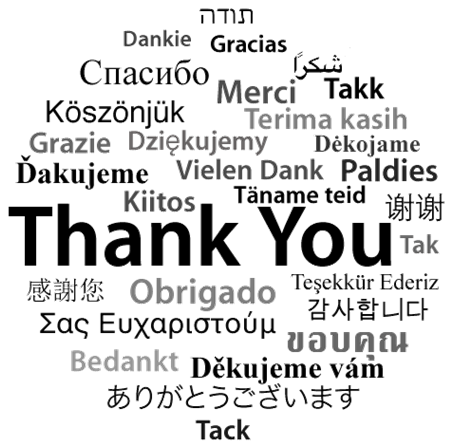 תודה
Dankie
Gracias
Спасибо
شكراً
Merci
Takk
Köszönjük
Terima kasih
Grazie
Dziękujemy
Dėkojame
Ďakujeme
Vielen Dank
Paldies
Kiitos
Täname teid
谢谢
Thank You
Tak
感謝您
Obrigado
Teşekkür Ederiz
감사합니다
Σας Ευχαριστούμ
ขอบคุณ
Bedankt
Děkujeme vám
ありがとうございます
Tack